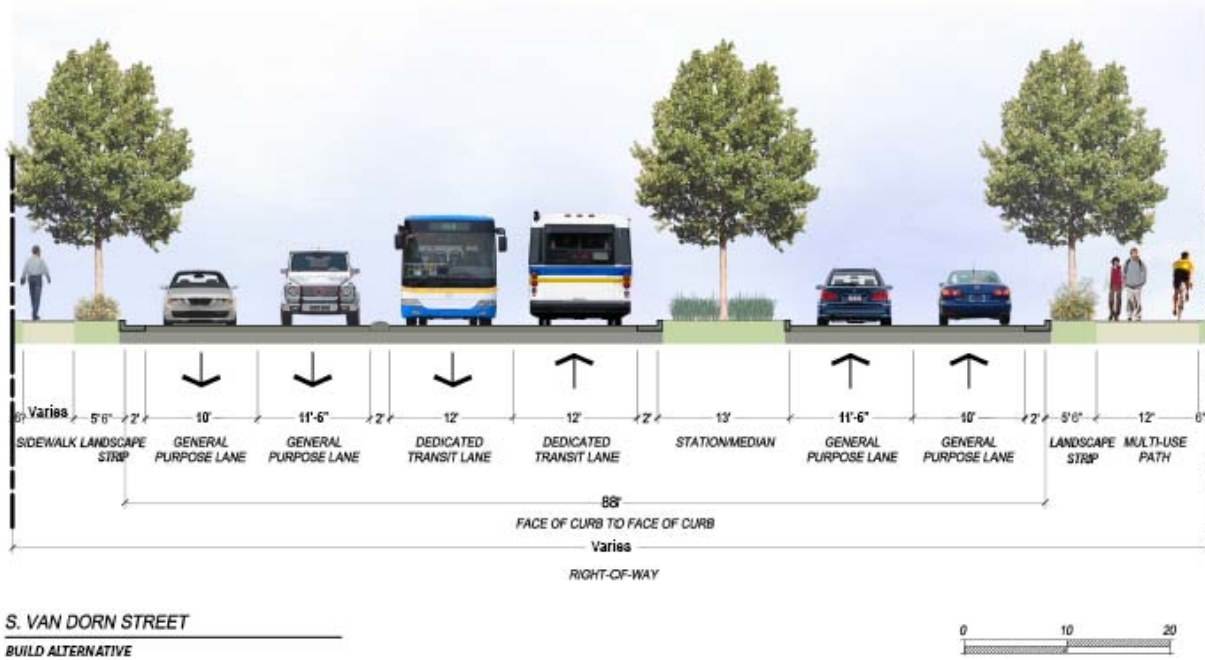 6' Varies 5'6" 2' 10' 11'-6" 2' 12' 12' 2' 13' 11'-6" 10' 2' 5'6" 12' 6'
SIDEWALK LANDSCAPE STRIP
GENERAL PURPOSE LANE
GENERAL PURPOSE LANE
DEDICATED TRANSIT LANE
DEDICATED TRANSIT LANE
STATION/MEDIAN
GENERAL PURPOSE LANE
GENERAL PURPOSE LANE
LANDSCAPE STRIP
MULTI-USE PATH
88'
FACE OF CURB TO FACE OF CURB
Varies
RIGHT-OF-WAY
S. VAN DORN STREET
BUILD ALTERNATIVE
0 10 20